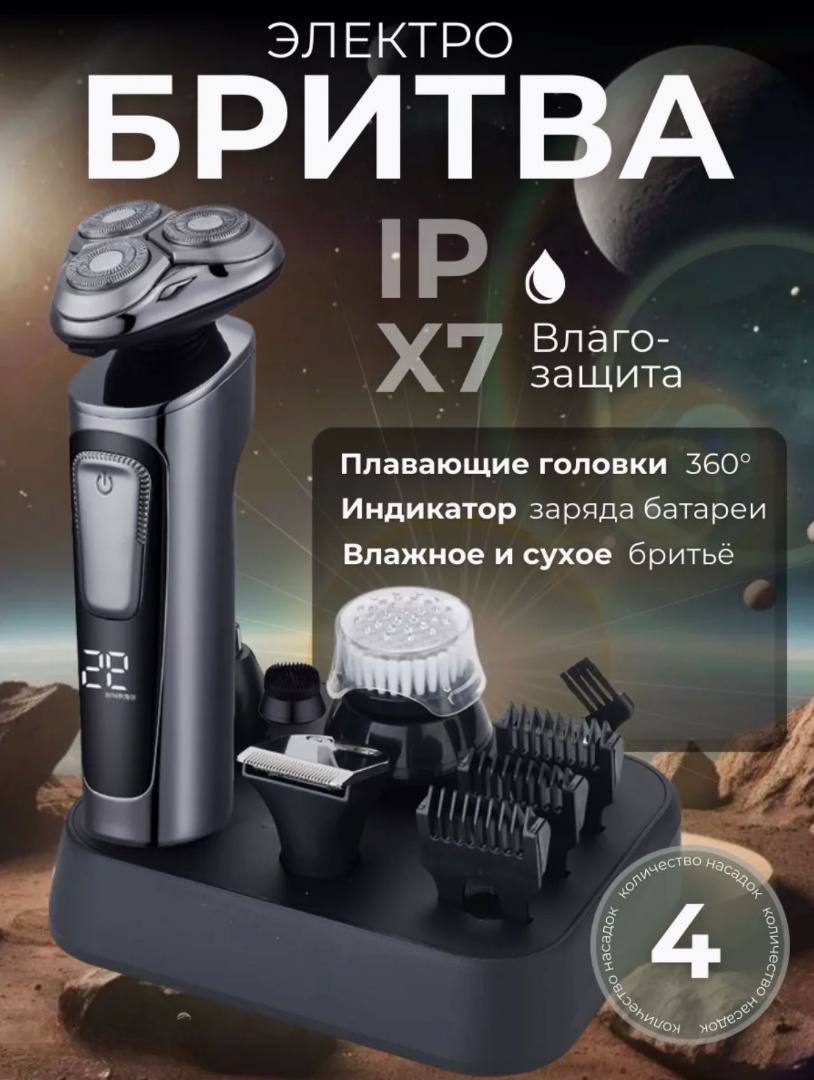 ЭЛЕКТРО
БРИТВА
IP
X7
Влаго-
защита
Плавающие головки 360°
Индикатор заряда батареи
Влажное и сухое бритьё
22
4
количество насадок количество насадок количество насадок